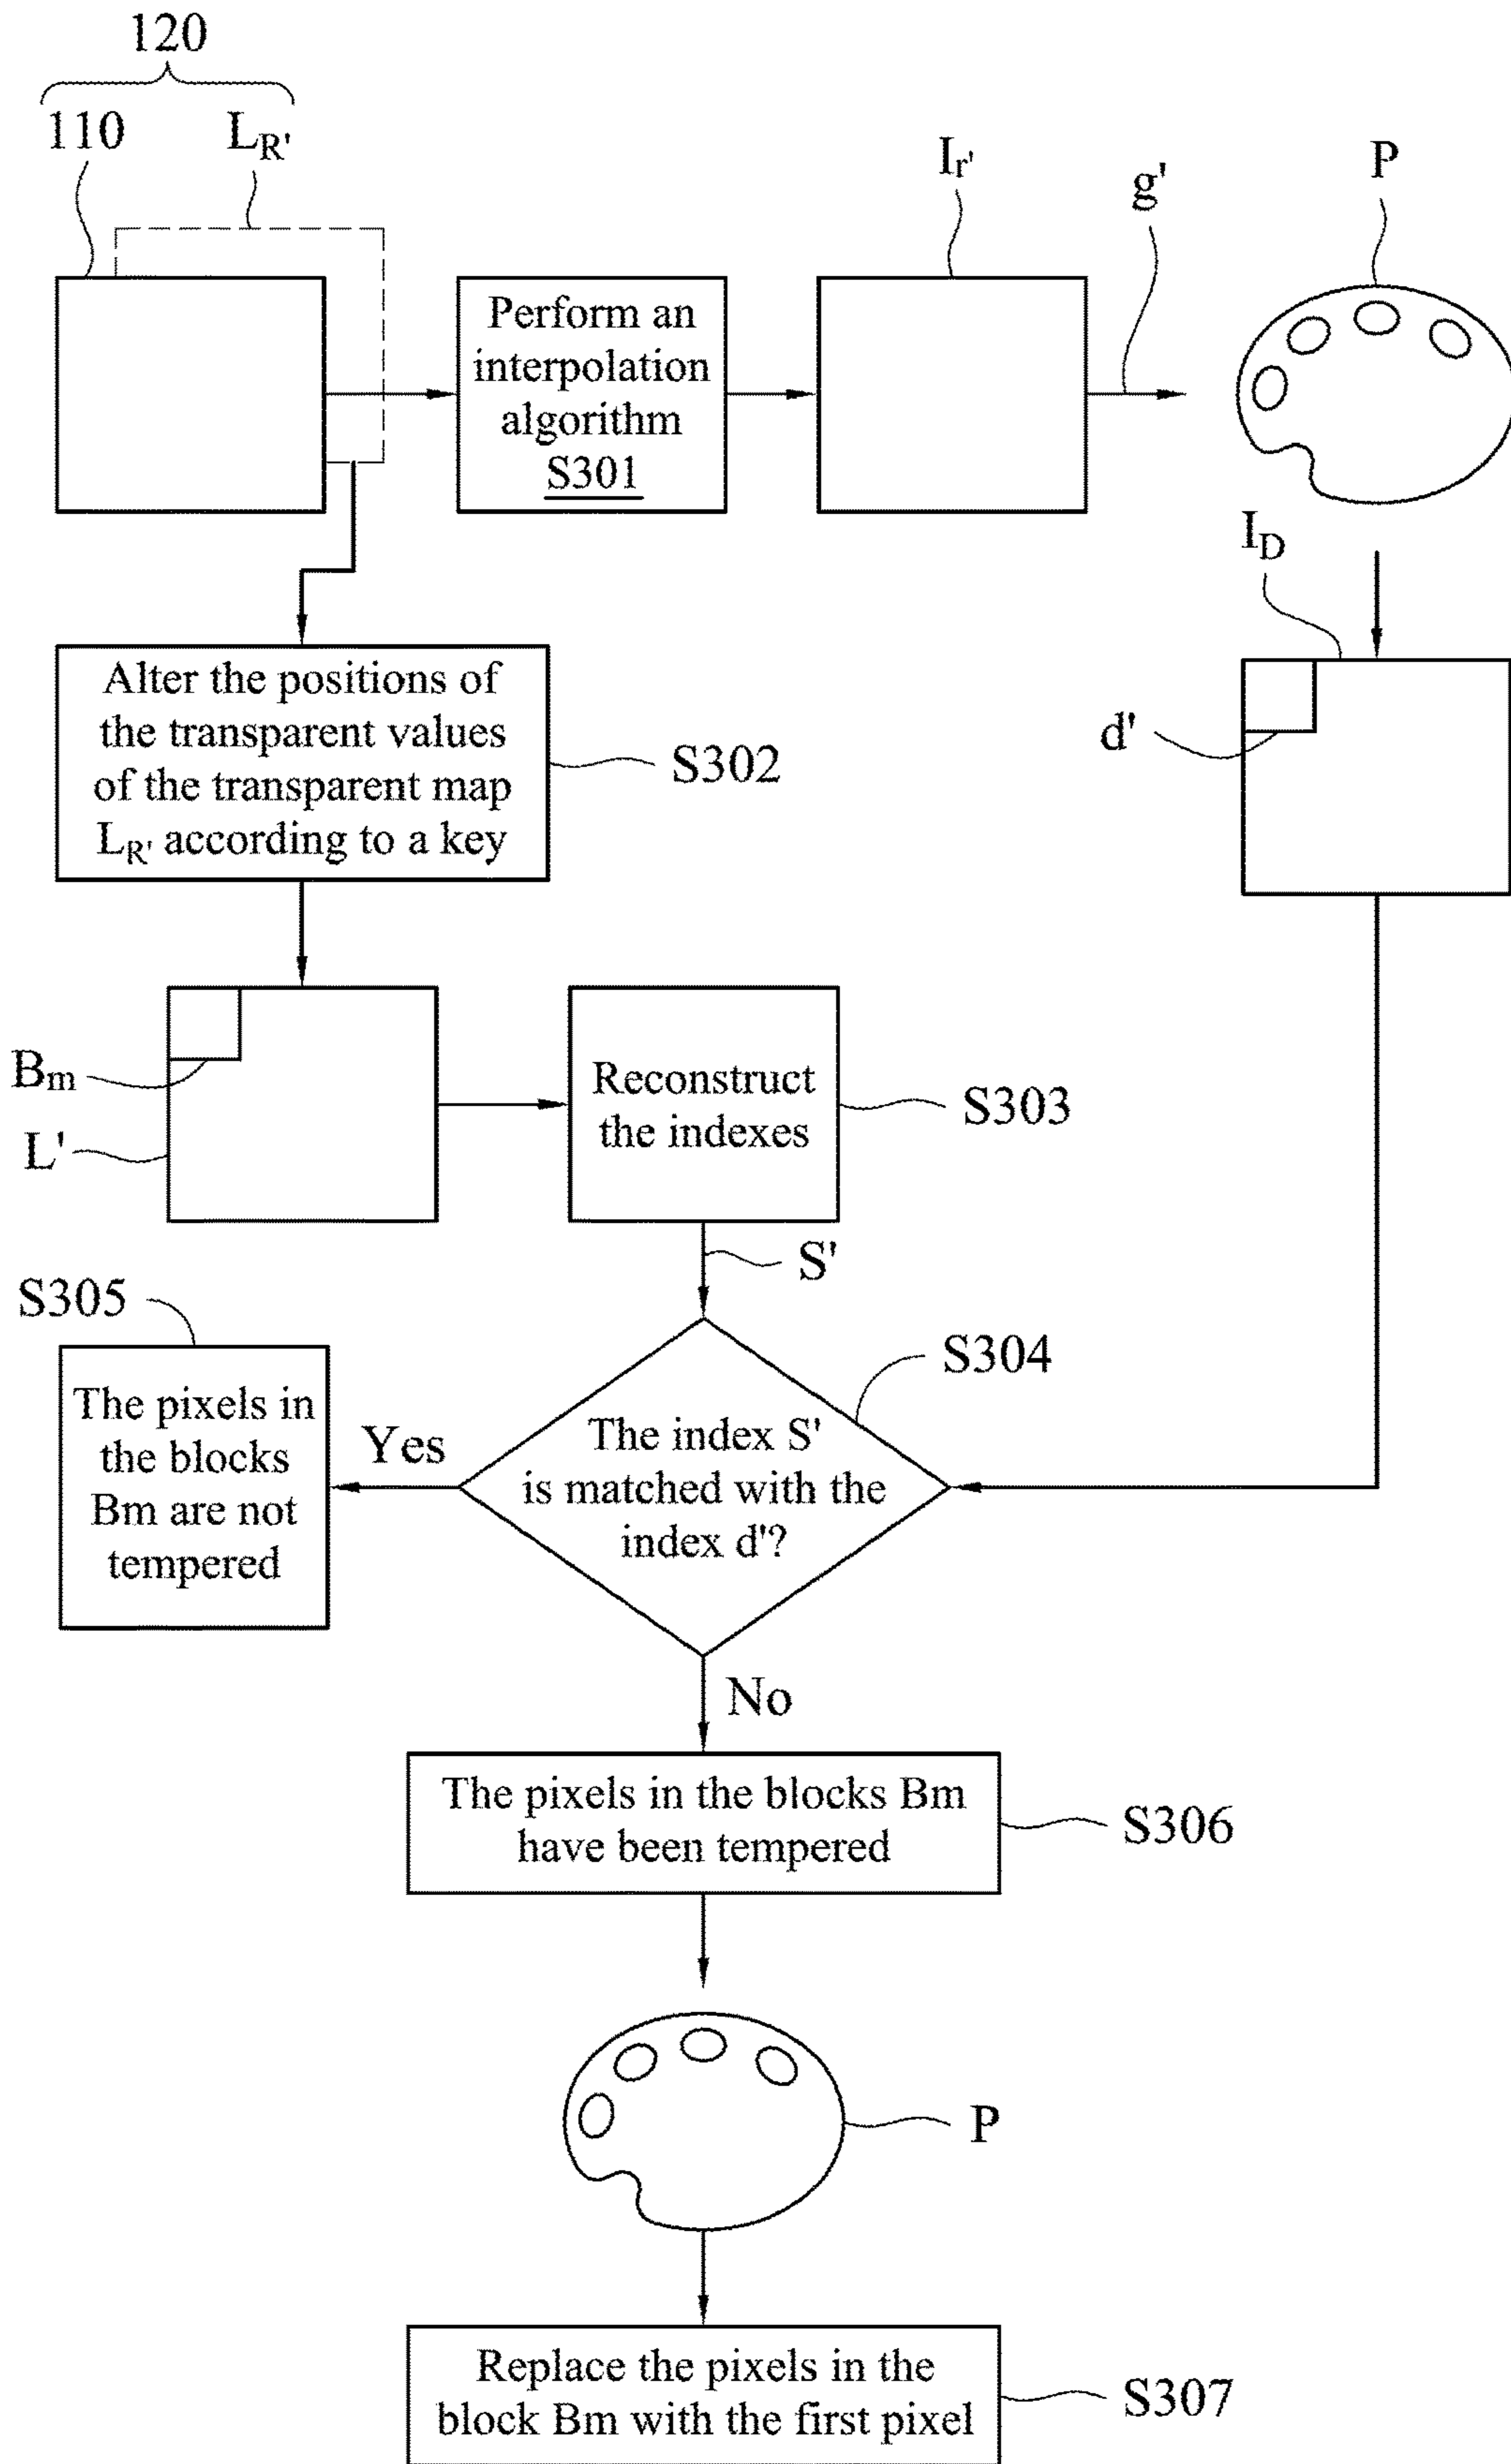 120
110 LR'
Ir'
g'
P
Perform an
interpolation
algorithm
S301
ID
d'
Alter the positions of
the transparent values
of the transparent map
LR' according to a key
S302
Bm
L'
Reconstruct
the indexes
S303
S'
S305
The pixels in
the blocks
Bm are not
tempered
Yes
S304
The index S'
is matched with the
index d'?
No
The pixels in the blocks Bm
have been tempered
S306
P
Replace the pixels in the
block Bm with the first pixel
S307